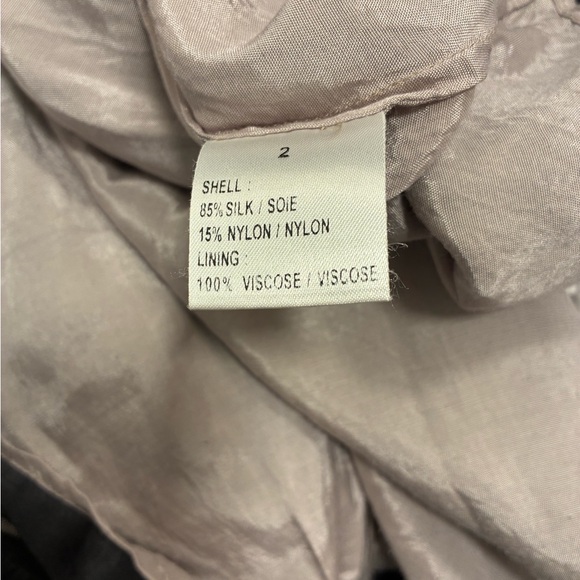 2
SHELL :
85% SILK / SOIE
15% NYLON / NYLON
LINING :
100% VISCOSE / VISCOSE